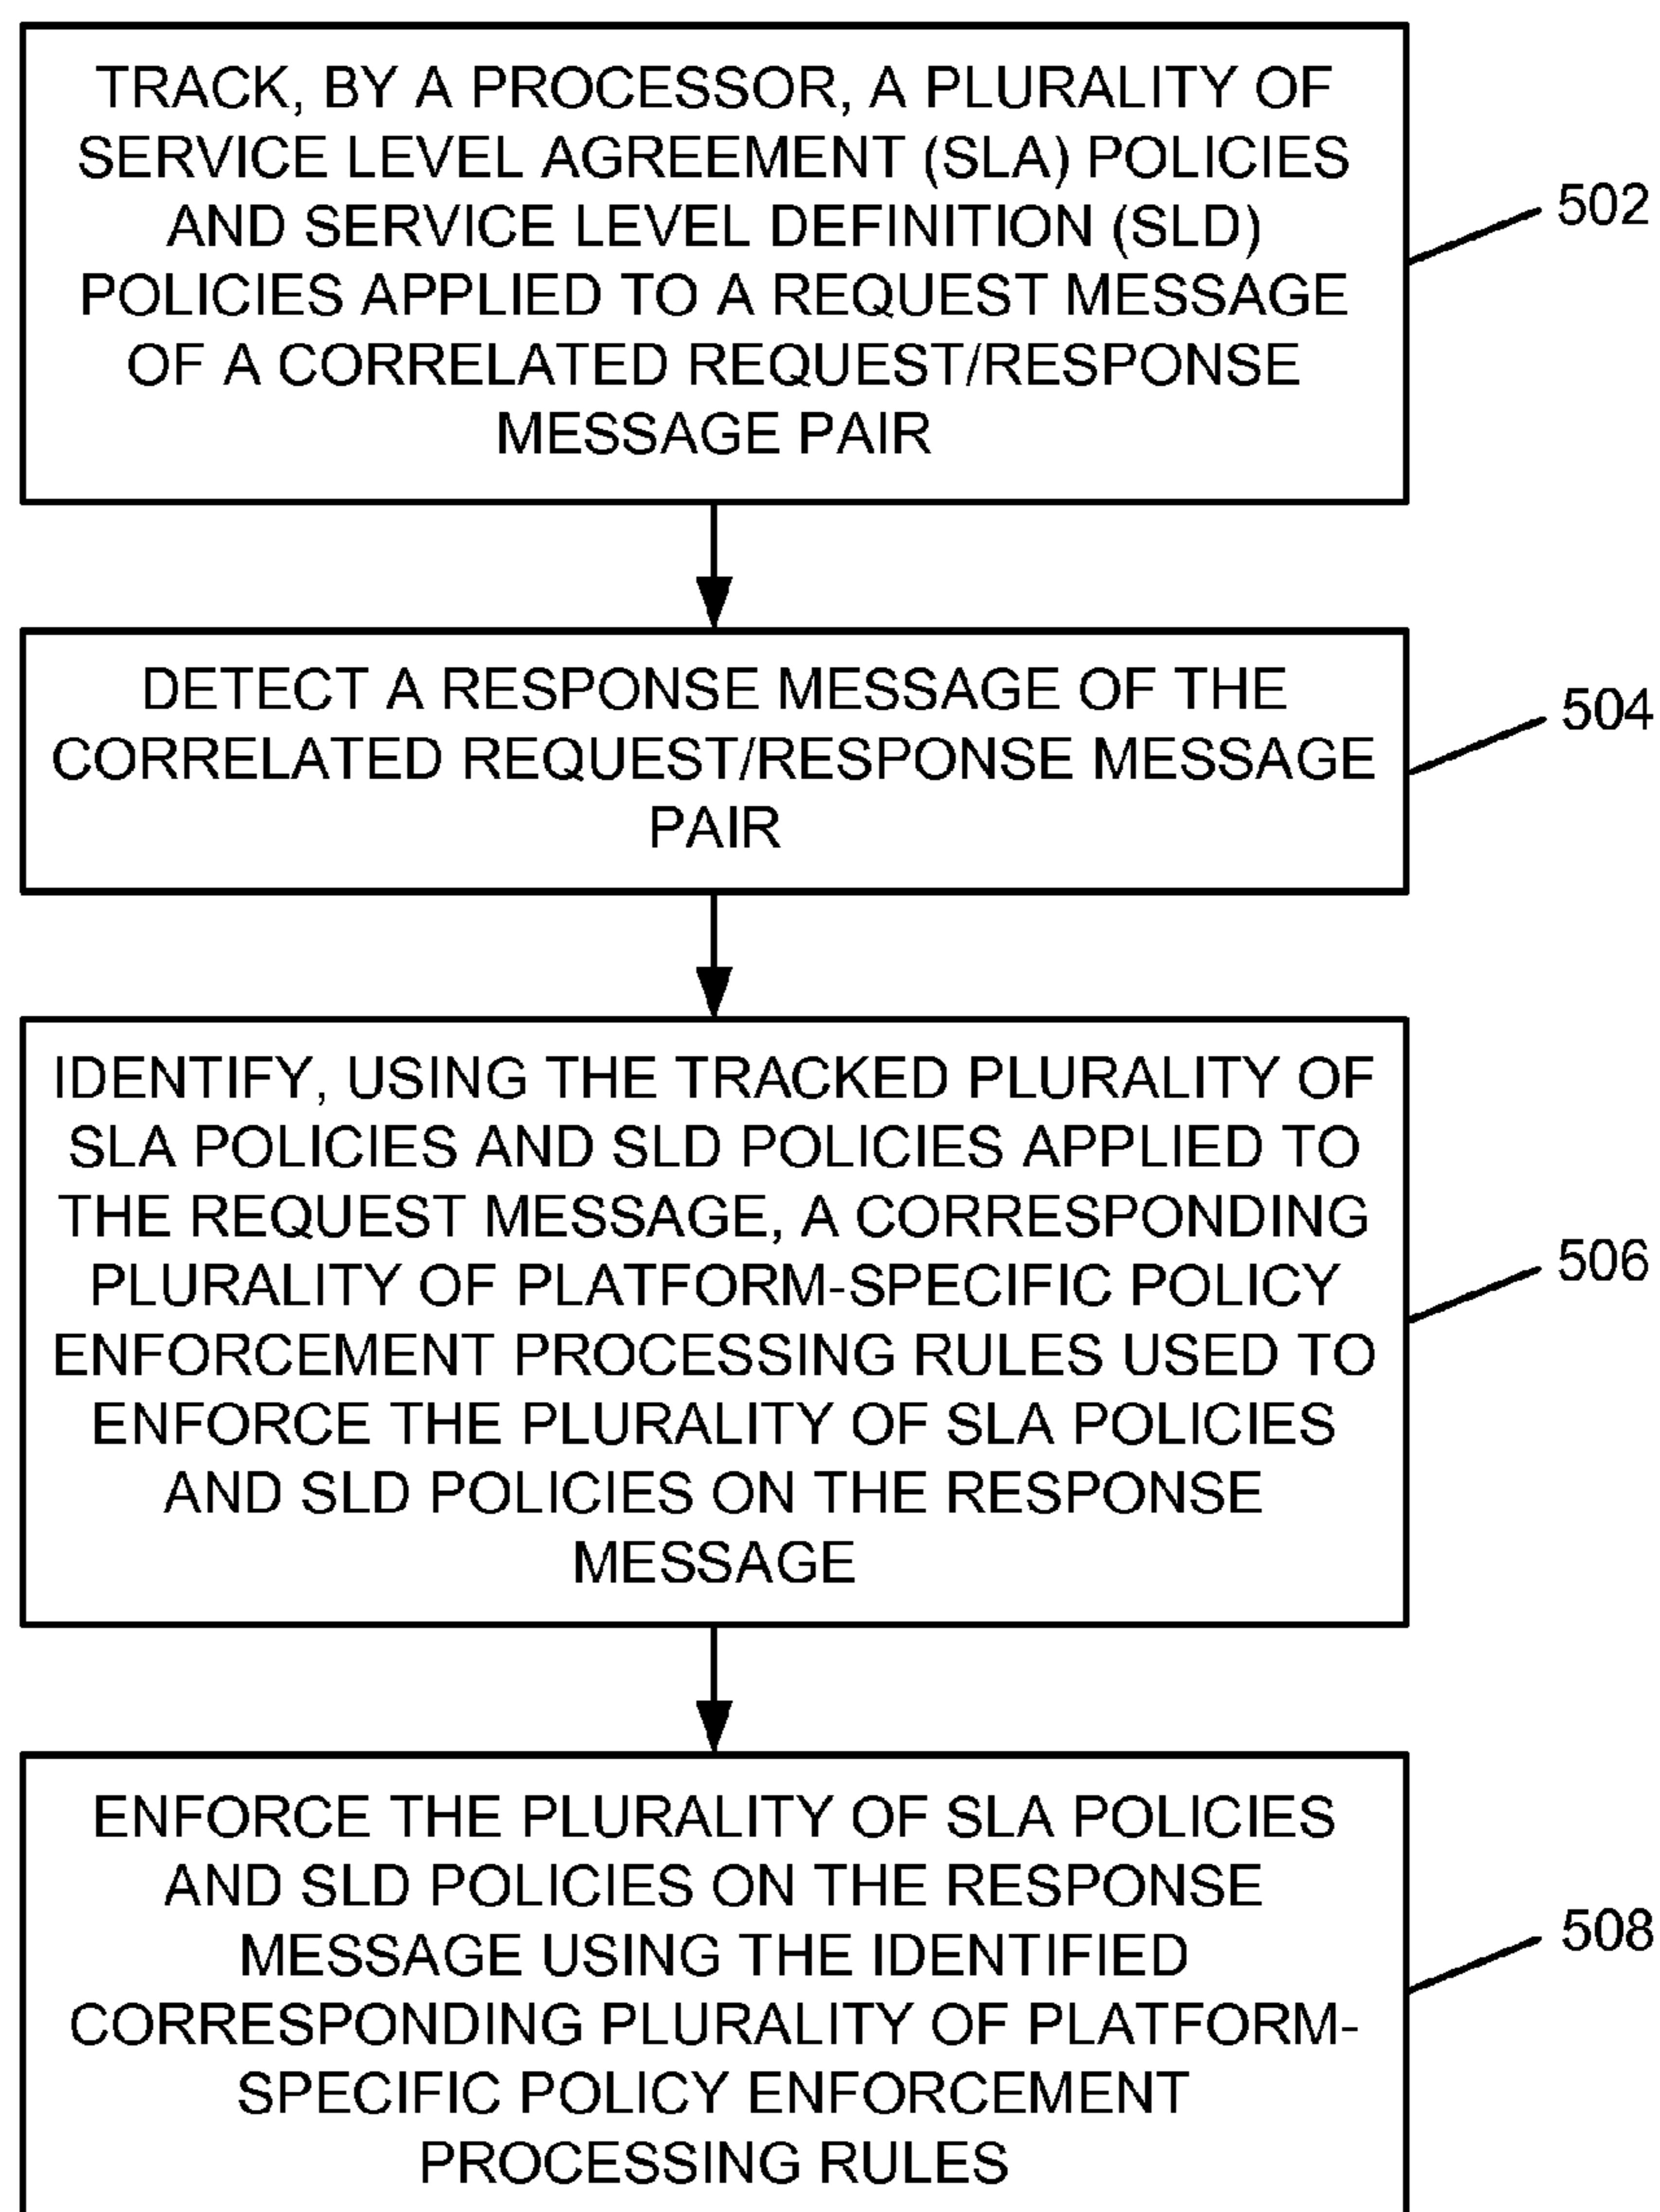 TRACK, BY A PROCESSOR, A PLURALITY OF
SERVICE LEVEL AGREEMENT (SLA) POLICIES
AND SERVICE LEVEL DEFINITION (SLD)
POLICIES APPLIED TO A REQUEST MESSAGE
OF A CORRELATED REQUEST/RESPONSE
MESSAGE PAIR
502
DETECT A RESPONSE MESSAGE OF THE
CORRELATED REQUEST/RESPONSE MESSAGE
PAIR
504
IDENTIFY, USING THE TRACKED PLURALITY OF
SLA POLICIES AND SLD POLICIES APPLIED TO
THE REQUEST MESSAGE, A CORRESPONDING
PLURALITY OF PLATFORM-SPECIFIC POLICY
ENFORCEMENT PROCESSING RULES USED TO
ENFORCE THE PLURALITY OF SLA POLICIES
AND SLD POLICIES ON THE RESPONSE
MESSAGE
506
ENFORCE THE PLURALITY OF SLA POLICIES
AND SLD POLICIES ON THE RESPONSE
MESSAGE USING THE IDENTIFIED
CORRESPONDING PLURALITY OF PLATFORM-
SPECIFIC POLICY ENFORCEMENT
PROCESSING RULES
508